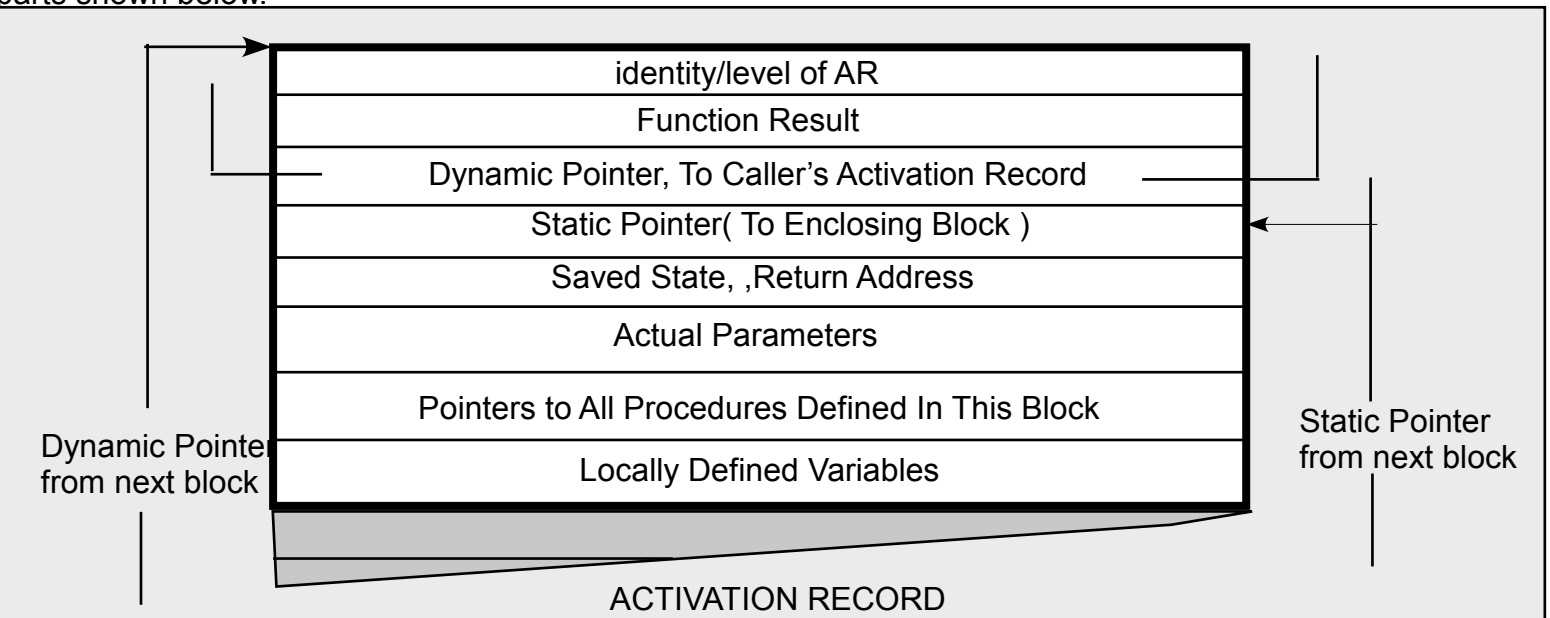 parts shown below.
identity/level of AR
Function Result
Dynamic Pointer, To Caller’s Activation Record
Static Pointer( To Enclosing Block )
Saved State, ,Return Address
Actual Parameters
Pointers to All Procedures Defined In This Block
Locally Defined Variables
Dynamic Pointer
from next block
Static Pointer
from next block
ACTIVATION RECORD